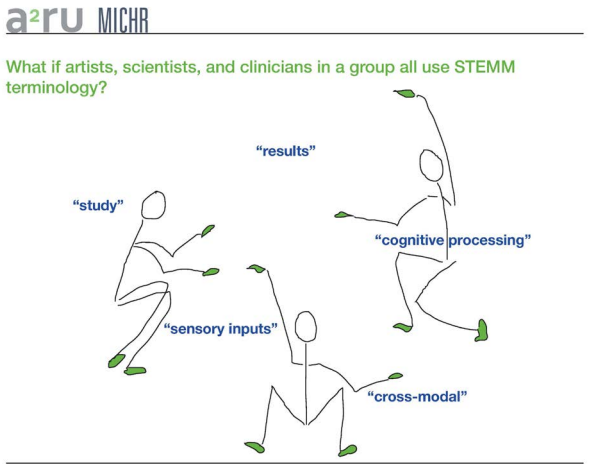 a²ru MICHR
What if artists, scientists, and clinicians in a group all use STEMM
terminology?
“results”
“study”
“cognitive processing”
“sensory inputs”
“cross-modal”